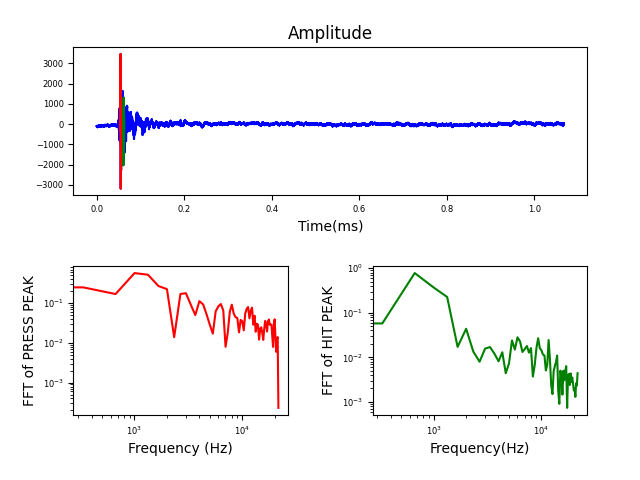 Amplitude
3000
2000
1000
0
−1000
−2000
−3000
0.0 0.2 0.4 0.6 0.8 1.0
Time(ms)
FFT of PRESS PEAK
10⁻¹
10⁻²
10⁻³
10³ 10⁴
Frequency (Hz)
FFT of HIT PEAK
10⁰
10⁻¹
10⁻²
10⁻³
10³ 10⁴
Frequency(Hz)